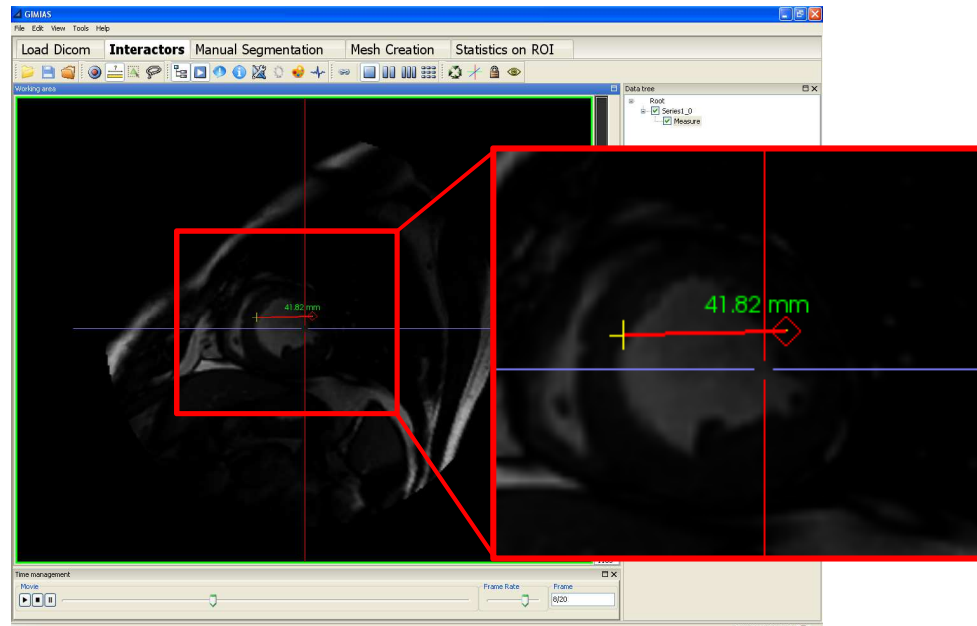 GIMIAS
File Edit View Tools Help
Load Dicom Interactors Manual Segmentation Mesh Creation Statistics on ROI
Working area
Data tree
Root
Series1_0
Measure
41.82 mm
41.82 mm
Time management
Movie
Frame Rate
Frame
8/20